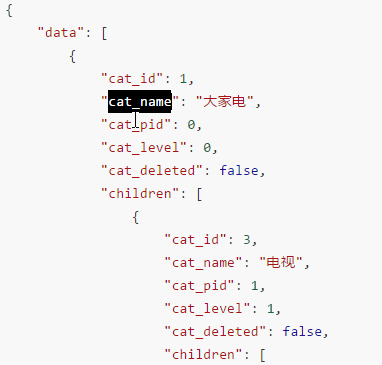 {
"data": [
{
"cat_id": 1,
"cat_name": "大家电",
"cat_pid": 0,
"cat_level": 0,
"cat_deleted": false,
"children": [
{
"cat_id": 3,
"cat_name": "电视",
"cat_pid": 1,
"cat_level": 1,
"cat_deleted": false,
"children": [